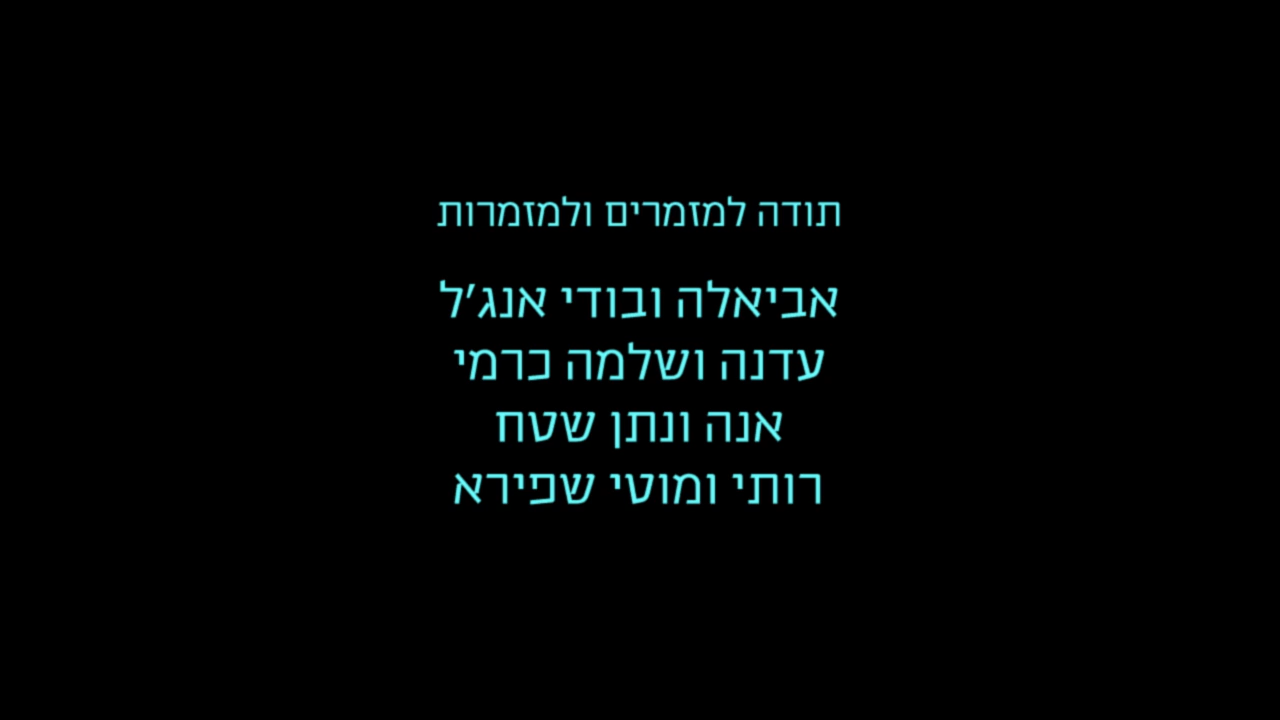 תודה למזמרים ולמזמרות
אביאלה ובודי אנג׳ל
עדנה ושלמה כרמי
אנה ונתן שטח
רותי ומוטי שפירא